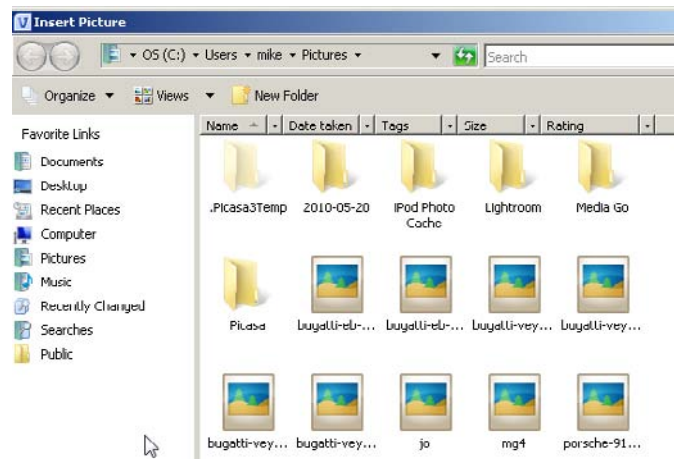 Insert Picture
OS (C:) Users mike Pictures Search
Organize Views New Folder
Favorite Links
Documents
Desktop
Recent Places
Computer
Pictures
Music
Recently Changed
Searches
Public
Name Date taken Tags Size Rating
.Picasa3Temp 2010-05-20 iPod Photo Cache Lightroom Media Go
Picasa bugatti-eb-... bugatti-eb-... bugatti-vey... bugatti-vey...
bugatti-vey... bugatti-vey... jo mg4 porsche-91...